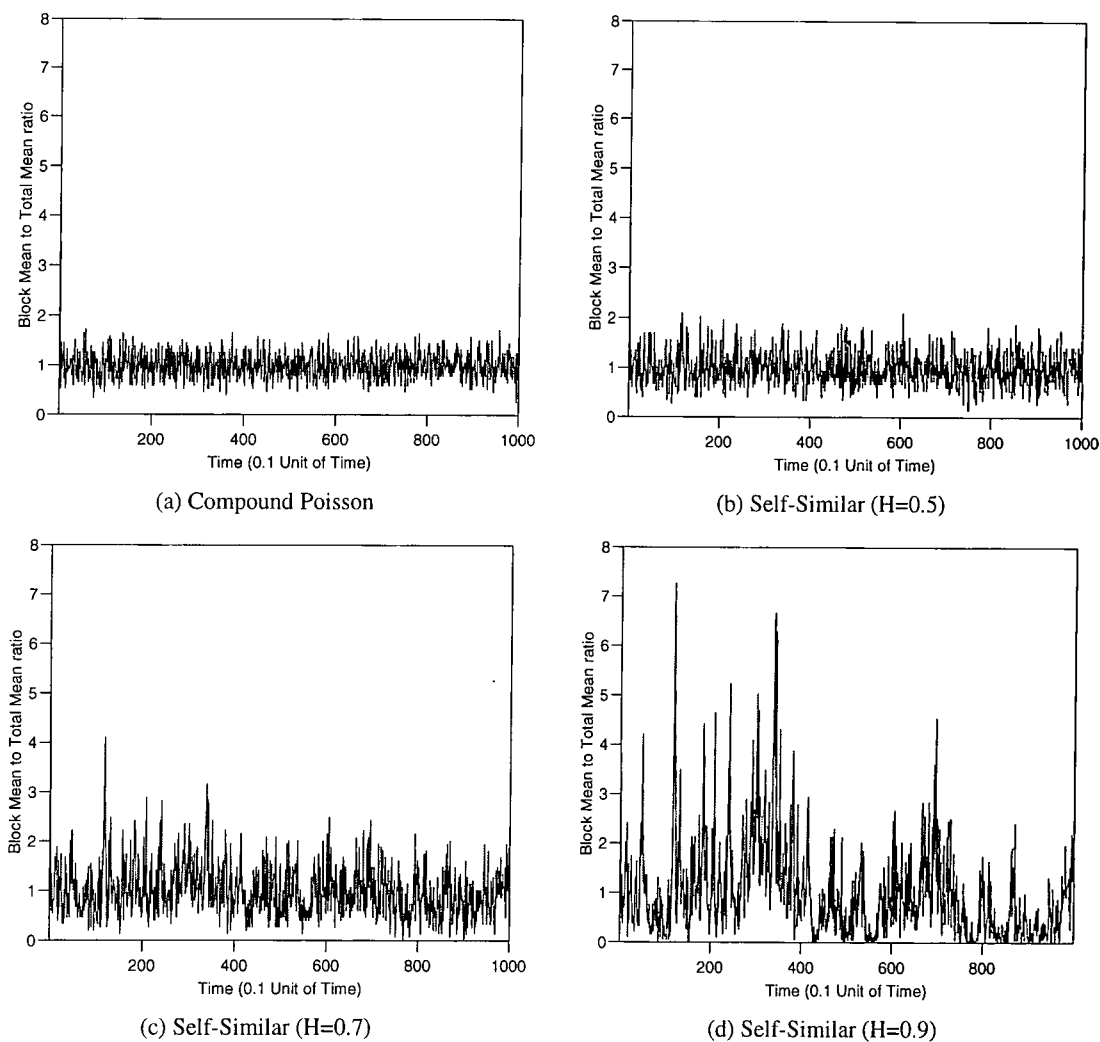 8
7
6
5
4
3
2
1
0
Block Mean to Total Mean ratio
200 400 600 800 1000
Time (0.1 Unit of Time)
(a) Compound Poisson
8
7
6
5
4
3
2
1
0
Block Mean to Total Mean ratio
200 400 600 800 1000
Time (0.1 Unit of Time)
(b) Self-Similar (H=0.5)
8
7
6
5
4
3
2
1
0
Block Mean to Total Mean ratio
200 400 600 800 1000
Time (0.1 Unit of Time)
(c) Self-Similar (H=0.7)
8
7
6
5
4
3
2
1
0
Block Mean to Total Mean ratio
200 400 600 800
Time (0.1 Unit of Time)
(d) Self-Similar (H=0.9)